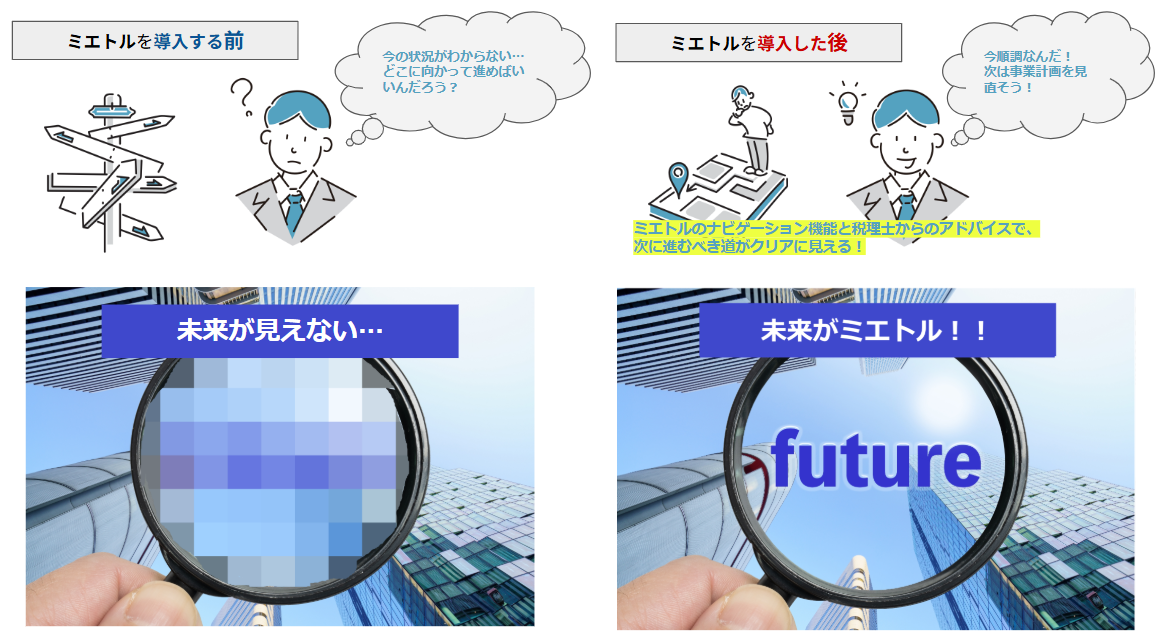 ミエトルを導入する前
今の状況がわからない…
どこに向かって進めばい
いんだろう？
未来が見えない…
ミエトルを導入した後
今順調なんだ！
次は事業計画を見
直そう！
ミエトルのナビゲーション機能と税理士からのアドバイスで、
次に進むべき道がクリアに見える！
未来がミエトル！！
future